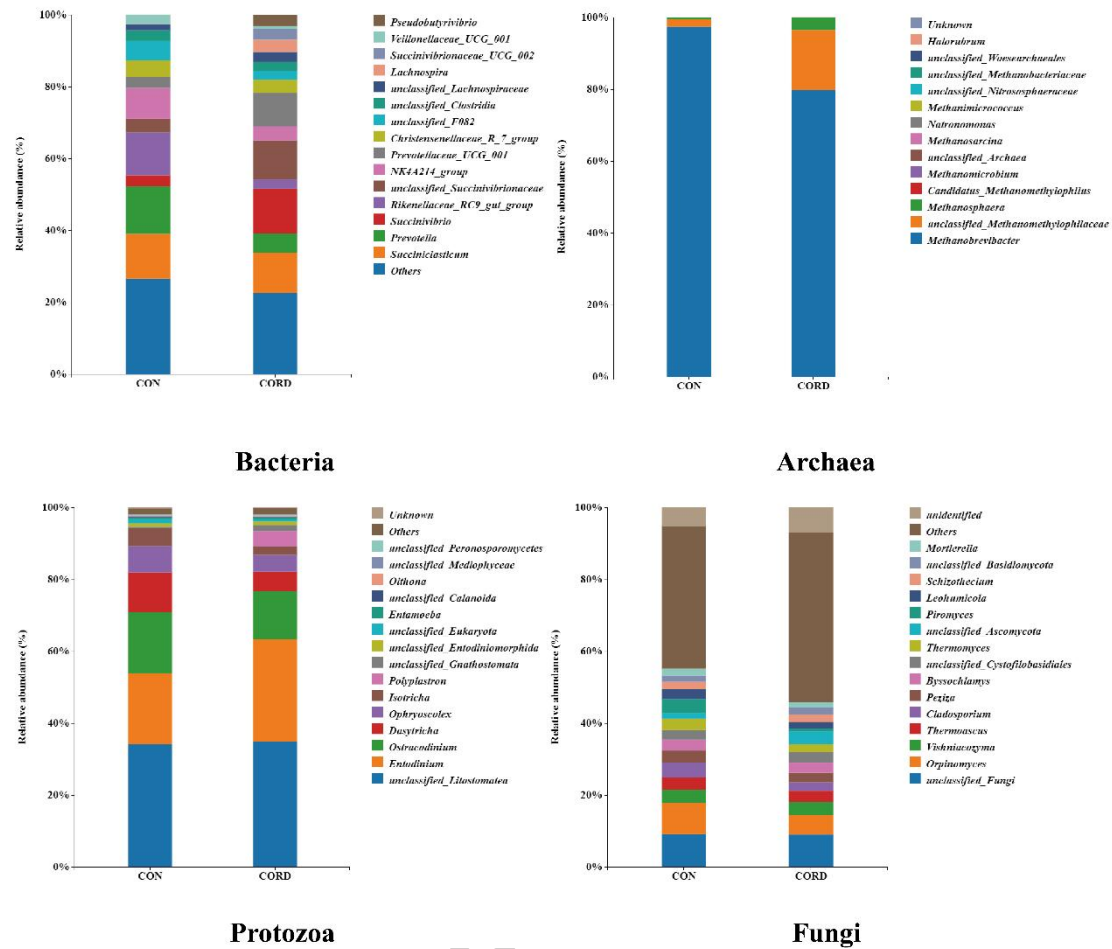 100%
80%
60%
40%
20%
0%
Relative abundance (%)
CON
CORD
Pseudobutyrivibrio
Veillonellaceae_UCG_001
Succinivibrionaceae_UCG_002
Lachnospira
unclassified_Lachnospiraceae
unclassified_Clostridia
unclassified_F082
Christensenellaceae_R_7_group
Prevotellaceae_UCG_001
NK4A214_group
unclassified_Succinivibrionaceae
Rikenellaceae_RC9_gut_group
Succinivibrio
Prevotella
Succiniclasticum
Others
Bacteria
100%
80%
60%
40%
20%
0%
Relative abundance (%)
CON
CORD
Unknown
Halorubrum
unclassified_Woesearchaeales
unclassified_Methanobacteriaceae
unclassified_Nitrososphaeraceae
Methanimicrococcus
Natronomonas
Methanosarcina
unclassified_Archaea
Methanomicrobium
Candidatus_Methanomethylophilus
Methanosphaera
unclassified_Methanomethylophilaceae
Methanobrevibacter
Archaea
100%
80%
60%
40%
20%
0%
Relative abundance (%)
CON
CORD
Unknown
Others
unclassified_Peronosporomycetes
unclassified_Mediophyceae
Oithona
unclassified_Calanoida
Entamoeba
unclassified_Eukaryota
unclassified_Entodiniomorphida
unclassified_Gnathostomata
Polyplastron
Isotricha
Ophryoscolex
Dasytricha
Ostracodinium
Entodinium
unclassified_Litostomatea
Protozoa
100%
80%
60%
40%
20%
0%
Relative abundance (%)
CON
CORD
unidentified
Others
Mortierella
unclassified_Basidiomycota
Schizothecium
Leohumicola
Piromyces
unclassified_Ascomycota
Thermomyces
unclassified_Cystofilobasidiales
Byssochlamys
Peziza
Cladosporium
Thermoascus
Vishniacozyma
Orpinomyces
unclassified_Fungi
Fungi